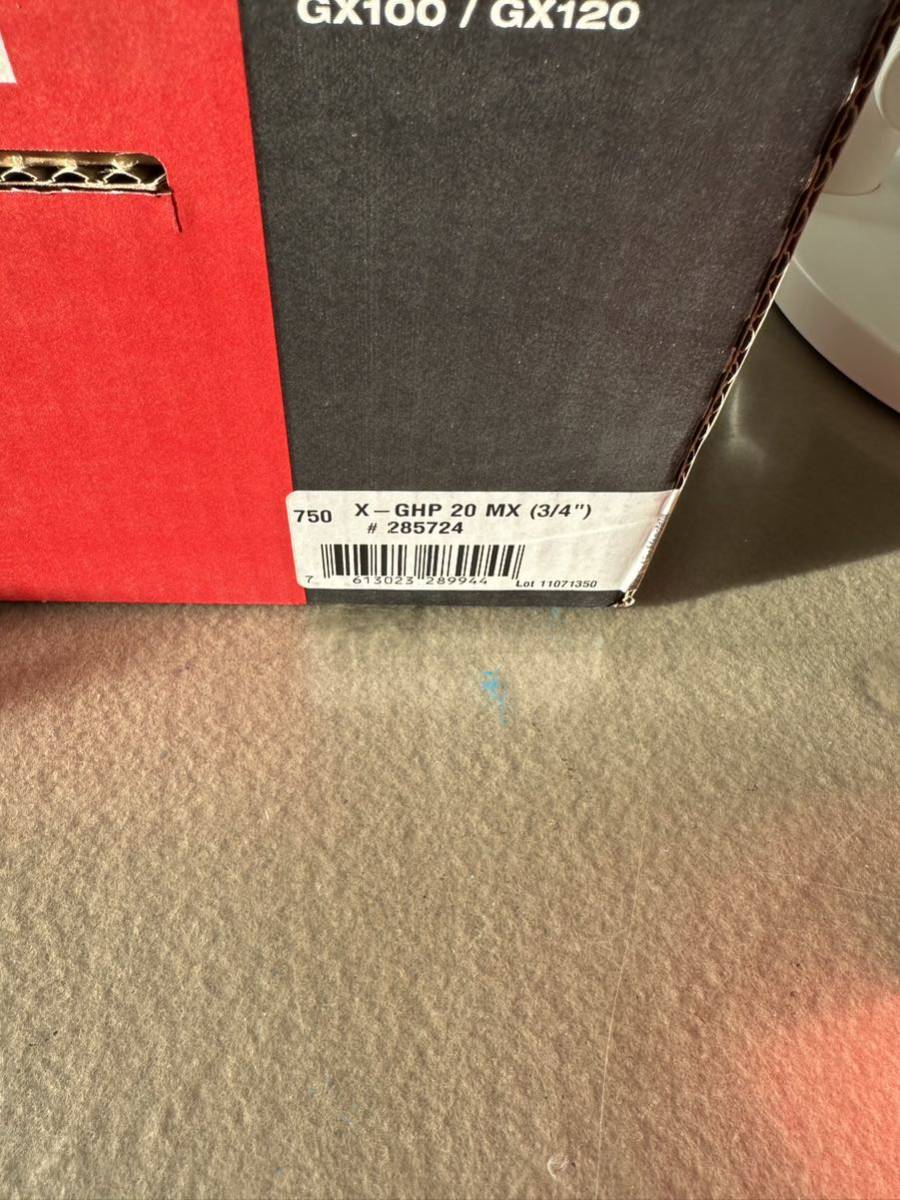 GX100 / GX120
750 X-GHP 20 MX (3/4")
# 285724
7 613023 289944 Lot 11071350